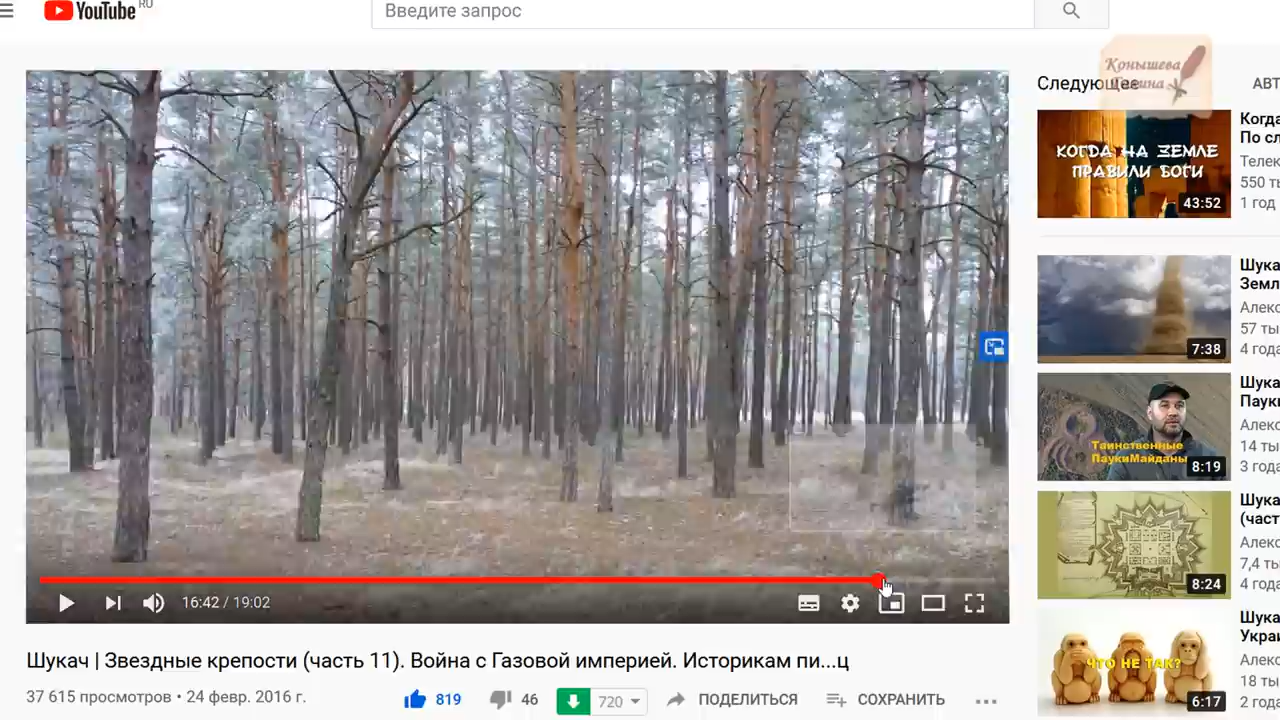 YouTube RU
Введите запрос
Конышева
Галина
Следующее
АВТ
КОГДА НА ЗЕМЛЕ
ПРАВИЛИ БОГИ
43:52
Когда
По сл
Телек
550 ты
1 год
7:38
Шука
Земл
Алекс
57 ты
4 года
Таинственные
ПаукиМайданы
8:19
Шука
Пауки
Алекс
14 ты
3 года
8:24
Шука
(част
Алекс
7,4 ты
4 года
ЧТО НЕ ТАК?
6:17
Шука
Украи
Алекс
18 ты
2 года
16:42 / 19:02
Шукач | Звездные крепости (часть 11). Война с Газовой империей. Историкам пи...ц
37 615 просмотров • 24 февр. 2016 г.
819
46
720
ПОДЕЛИТЬСЯ
СОХРАНИТЬ